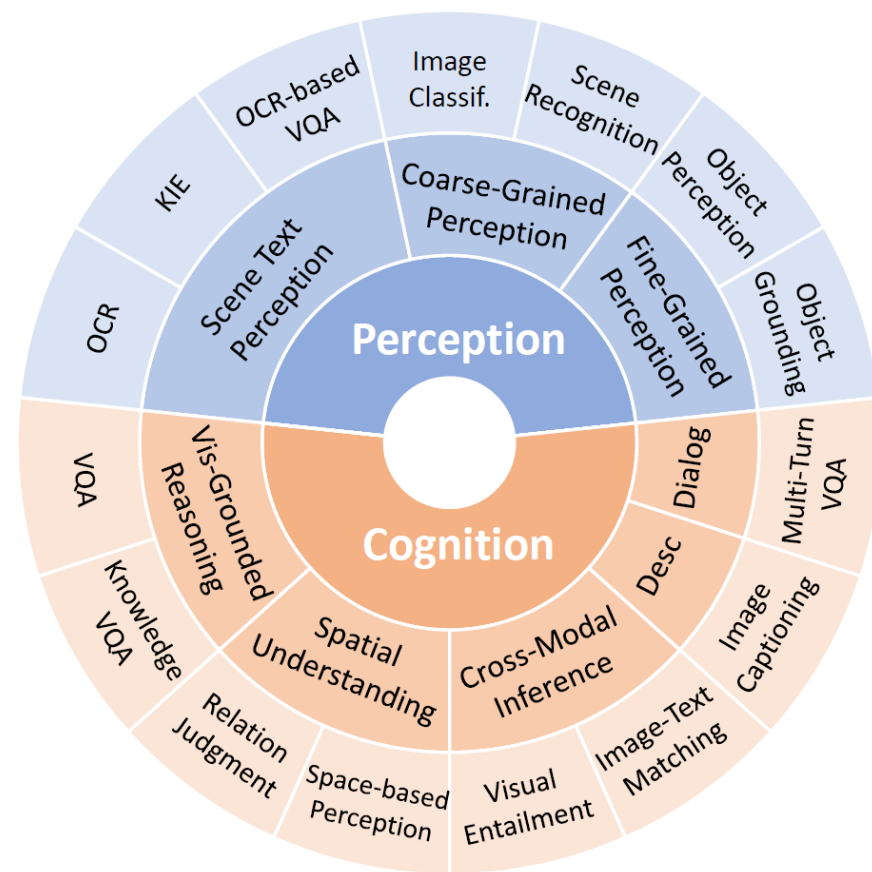 Perception
Cognition
Scene Text
Perception
Coarse-Grained
Perception
Fine-Grained
Perception
Dialog
Desc
Cross-Modal
Inference
Spatial
Understanding
Vis-Grounded
Reasoning
OCR
KIE
OCR-based
VQA
Image
Classif.
Scene
Recognition
Object
Perception
Object
Grounding
Multi-Turn
VQA
Image
Captioning
Image-Text
Matching
Visual
Entailment
Space-based
Perception
Relation
Judgment
Knowledge
VQA
VQA